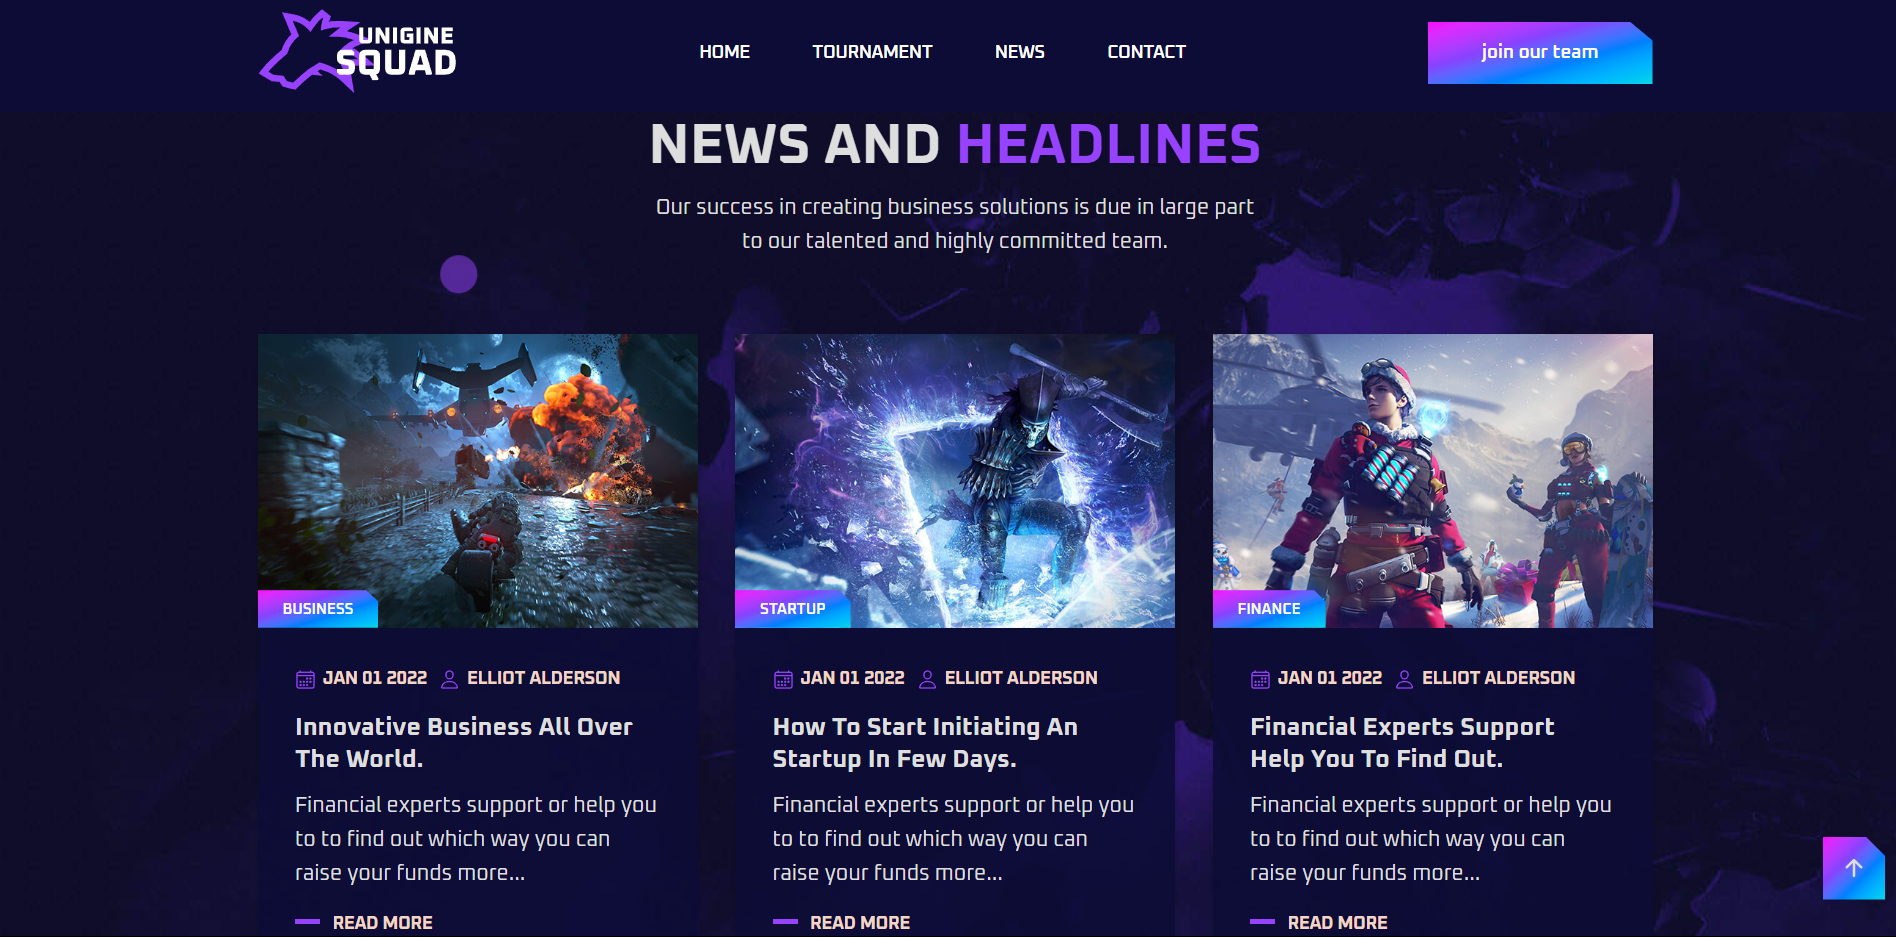 UNIGINE
SQUAD
HOME
TOURNAMENT
NEWS
CONTACT
join our team
NEWS AND HEADLINES
Our success in creating business solutions is due in large part
to our talented and highly committed team.
BUSINESS
JAN 01 2022
ELLIOT ALDERSON
Innovative Business All Over
The World.
Financial experts support or help you
to to find out which way you can
raise your funds more...
READ MORE
STARTUP
JAN 01 2022
ELLIOT ALDERSON
How To Start Initiating An
Startup In Few Days.
Financial experts support or help you
to to find out which way you can
raise your funds more...
READ MORE
FINANCE
JAN 01 2022
ELLIOT ALDERSON
Financial Experts Support
Help You To Find Out.
Financial experts support or help you
to to find out which way you can
raise your funds more...
READ MORE